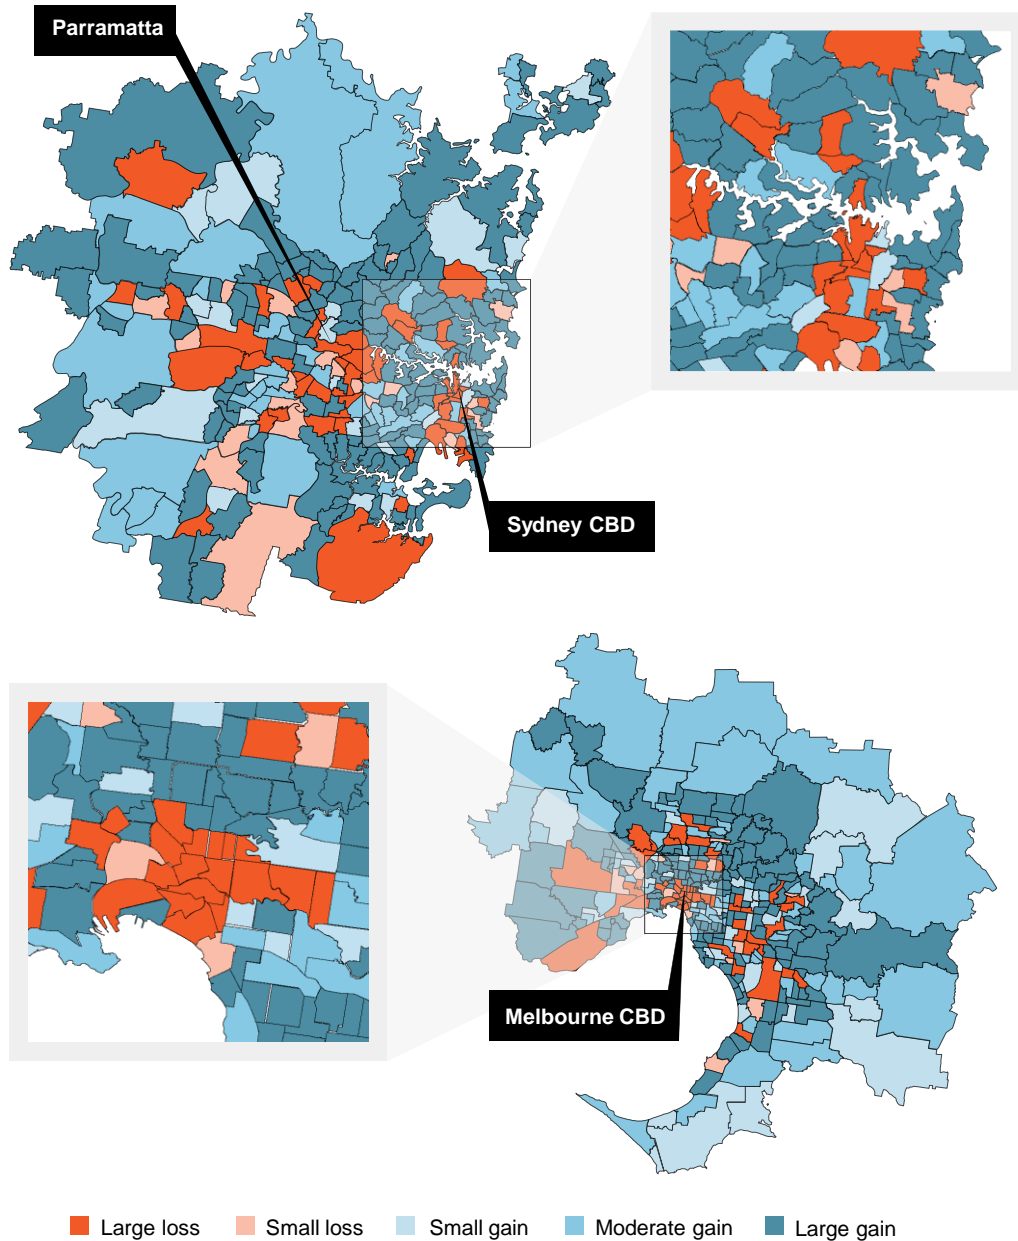 Parramatta
Sydney CBD
Melbourne CBD
Large loss
Small loss
Small gain
Moderate gain
Large gain